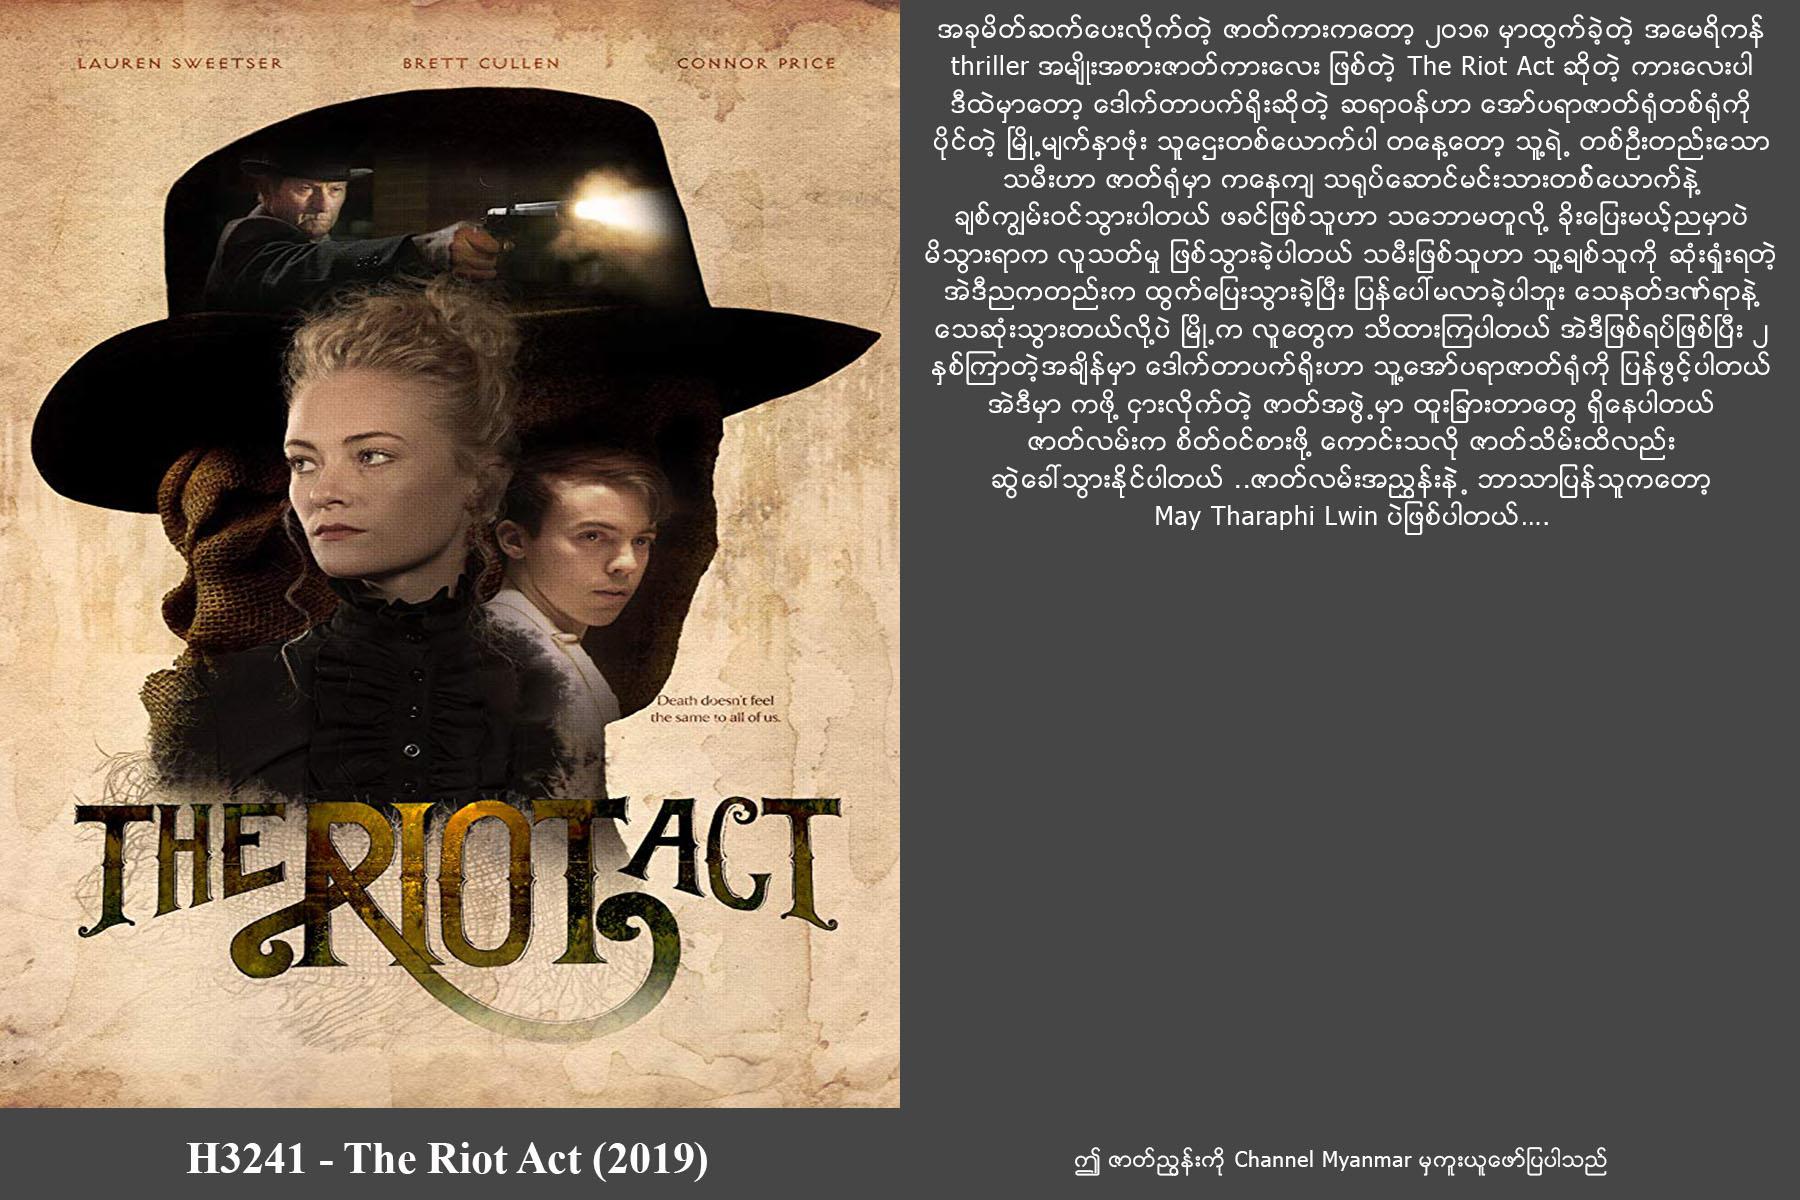 LAUREN SWEETSER BRETT CULLEN CONNOR PRICE
Death doesn't feel
the same to all of us.
THE RIOT ACT
H3241 - The Riot Act (2019)
အခုမိတ်ဆက်ပေးလိုက်တဲ့ ဇာတ်ကားကတော့ ၂၀၁၈ မှာထွက်ခဲ့တဲ့ အမေရိကန်
thriller အမျိုးအစားဇာတ်ကားလေး ဖြစ်တဲ့ The Riot Act ဆိုတဲ့ ကားလေးပါ
ဒီထဲမှာတော့ ဒေါက်တာပက်ရိုးဆိုတဲ့ ဆရာဝန်ဟာ အော်ပရာဇာတ်ရုံတစ်ရုံကို
ပိုင်တဲ့ မြို့မျက်နှာဖုံး သူဌေးတစ်ယောက်ပါ တနေ့တော့ သူ့ရဲ့ တစ်ဦးတည်းသော
သမီးဟာ ဇာတ်ရုံမှာ ကနေကျ သရုပ်ဆောင်မင်းသားတစ်ယောက်နဲ့
ချစ်ကျွမ်းဝင်သွားပါတယ် ဖခင်ဖြစ်သူဟာ သဘောမတူလို့ ခိုးပြေးမယ့်ညမှာပဲ
မိသွားရာက လူသတ်မှု ဖြစ်သွားခဲ့ပါတယ် သမီးဖြစ်သူဟာ သူ့ချစ်သူကို ဆုံးရှုံးရတဲ့
အဲဒီညကတည်းက ထွက်ပြေးသွားခဲ့ပြီး ပြန်ပေါ်မလာခဲ့ပါဘူး သေနတ်ဒဏ်ရာနဲ့
သေဆုံးသွားတယ်လို့ပဲ မြို့က လူတွေက သိထားကြပါတယ် အဲဒီဖြစ်ရပ်ဖြစ်ပြီး ၂
နှစ်ကြာတဲ့အချိန်မှာ ဒေါက်တာပက်ရိုးဟာ သူ့အော်ပရာဇာတ်ရုံကို ပြန်ဖွင့်ပါတယ်
အဲဒီမှာ ကဖို့ ငှားလိုက်တဲ့ ဇာတ်အဖွဲ့မှာ ထူးခြားတာတွေ ရှိနေပါတယ်
ဇာတ်လမ်းက စိတ်ဝင်စားဖို့ ကောင်းသလို ဇာတ်သိမ်းထိလည်း
ဆွဲခေါ်သွားနိုင်ပါတယ် ..ဇာတ်လမ်းအညွှန်းနဲ့ ဘာသာပြန်သူကတော့
May Tharaphi Lwin ပဲဖြစ်ပါတယ်....
ဤ ဇာတ်ညွှန်းကို Channel Myanmar မှကူးယူဖော်ပြပါသည်